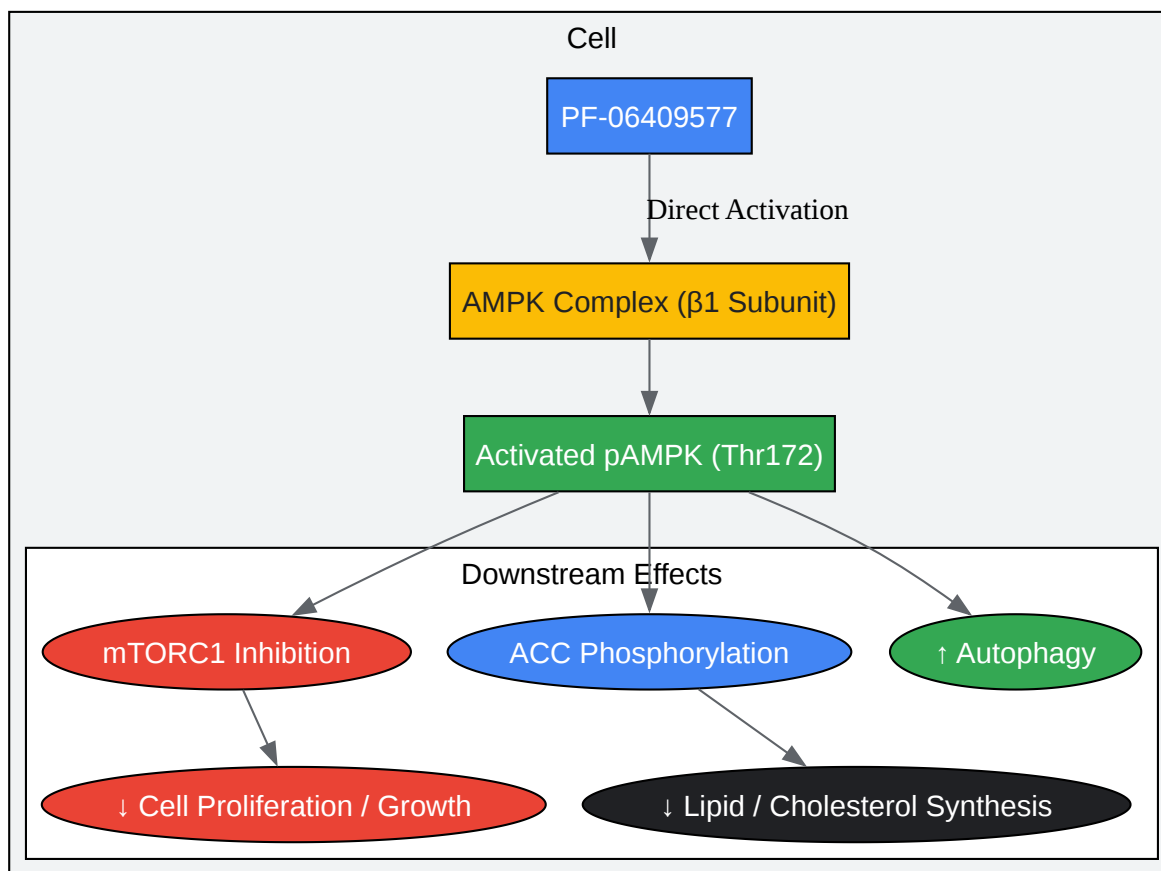 Cell
PF-06409577
Direct Activation
AMPK Complex (β1 Subunit)
Activated pAMPK (Thr172)
Downstream Effects
mTORC1 Inhibition
ACC Phosphorylation
↑ Autophagy
↓ Cell Proliferation / Growth
↓ Lipid / Cholesterol Synthesis